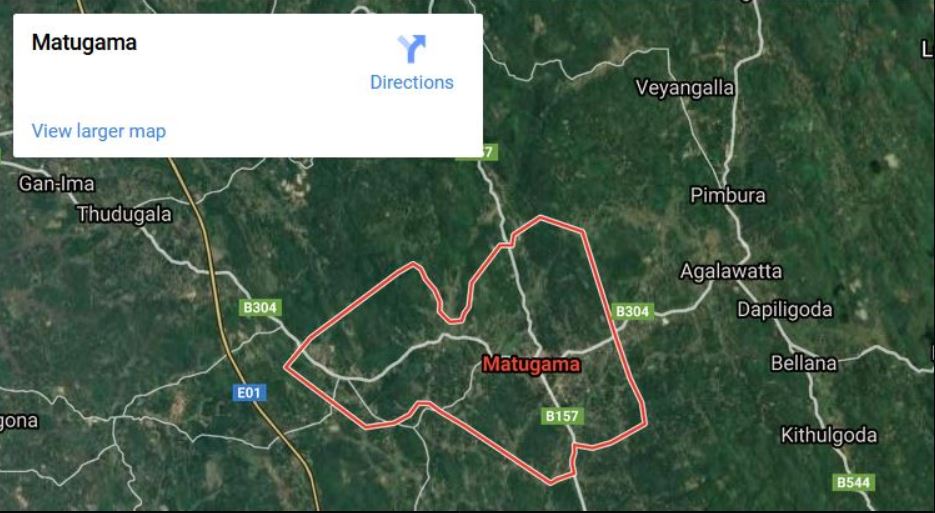 Matugama
Directions
View larger map
Veyangalla
Gan-Ima
Thudugala
Pimbura
Agalawatta
B304
B304
Dapiligoda
Matugama
Bellana
E01
B157
gona
Kithulgoda
B544